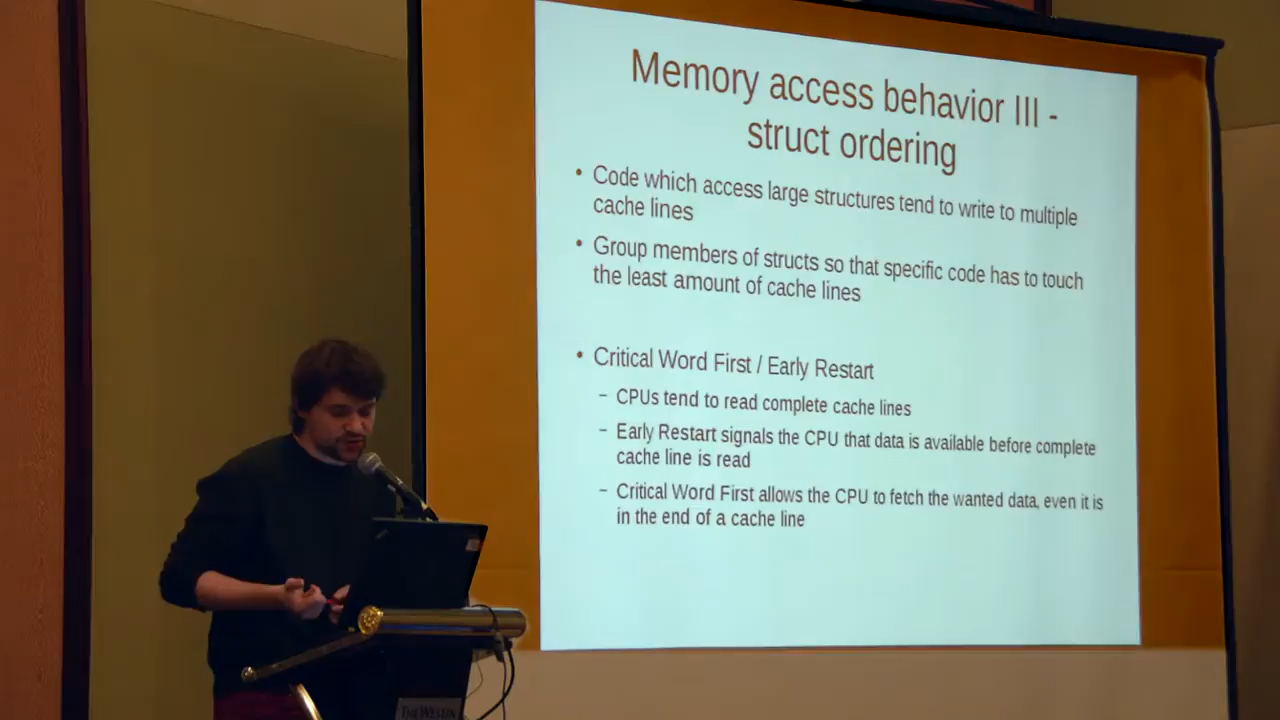 Memory access behavior III -
struct ordering
• Code which access large structures tend to write to multiple
cache lines
• Group members of structs so that specific code has to touch
the least amount of cache lines
• Critical Word First / Early Restart
– CPUs tend to read complete cache lines
– Early Restart signals the CPU that data is available before complete
cache line is read
– Critical Word First allows the CPU to fetch the wanted data, even it is
in the end of a cache line
THE WESTIN